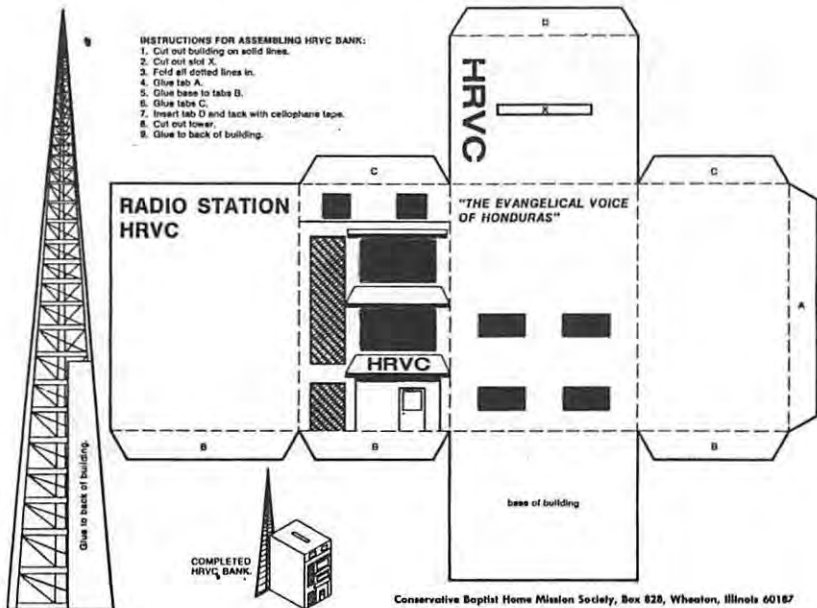 INSTRUCTIONS FOR ASSEMBLING HRVC BANK:
1. Cut out building on solid lines.
2. Cut out slot X.
3. Fold all dotted lines in.
4. Glue tab A.
5. Glue base to tabs B.
6. Glue tabs C.
7. Insert tab D and tack with cellophane tape.
8. Cut out tower.
9. Glue to back of building.
D
HRVC
X
C
C
RADIO STATION
HRVC
"THE EVANGELICAL VOICE
OF HONDURAS"
A
HRVC
B
B
B
Glue to back of building.
base of building
COMPLETED
HRVC BANK.
Conservative Baptist Home Mission Society, Box 828, Wheaton, Illinois 60187